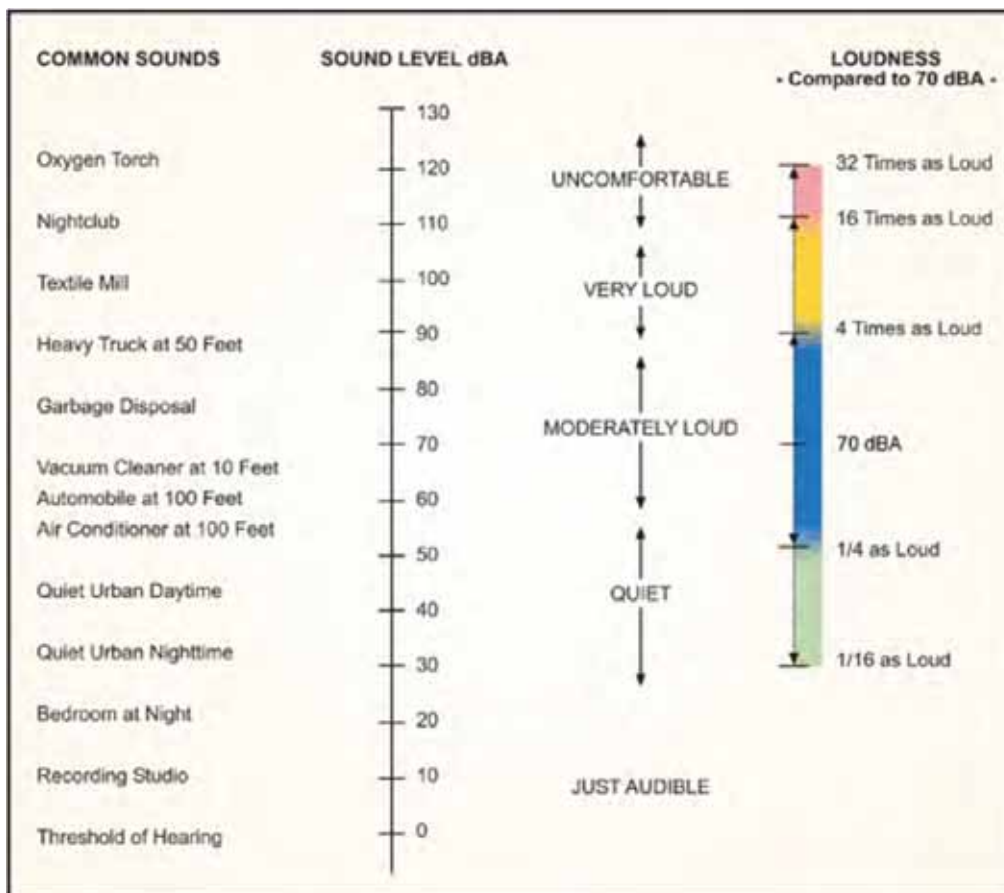 COMMON SOUNDS
SOUND LEVEL dBA
LOUDNESS
- Compared to 70 dBA -
130
Oxygen Torch
120
UNCOMFORTABLE
32 Times as Loud
Nightclub
110
16 Times as Loud
Textile Mill
100
VERY LOUD
Heavy Truck at 50 Feet
90
4 Times as Loud
80
Garbage Disposal
MODERATELY LOUD
70
70 dBA
Vacuum Cleaner at 10 Feet
Automobile at 100 Feet
60
Air Conditioner at 100 Feet
50
1/4 as Loud
Quiet Urban Daytime
QUIET
40
Quiet Urban Nighttime
30
1/16 as Loud
Bedroom at Night
20
Recording Studio
10
JUST AUDIBLE
Threshold of Hearing
0